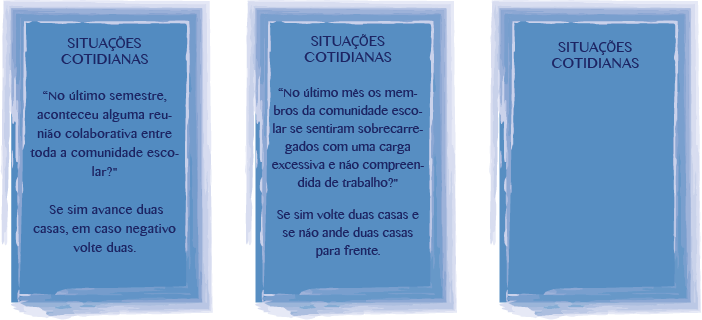 SITUAÇÕES
COTIDIANAS
“No último semestre,
aconteceu alguma reu-
nião colaborativa entre
toda a comunidade esco-
lar?”
Se sim avance duas
casas, em caso negativo
volte duas.
SITUAÇÕES
COTIDIANAS
“No último mês os mem-
bros da comunidade esco-
lar se sentiram sobrecarre-
gados com uma carga
excessiva e não compreen-
dida de trabalho?”
Se sim volte duas casas e
se não ande duas casas
para frente.
SITUAÇÕES
COTIDIANAS